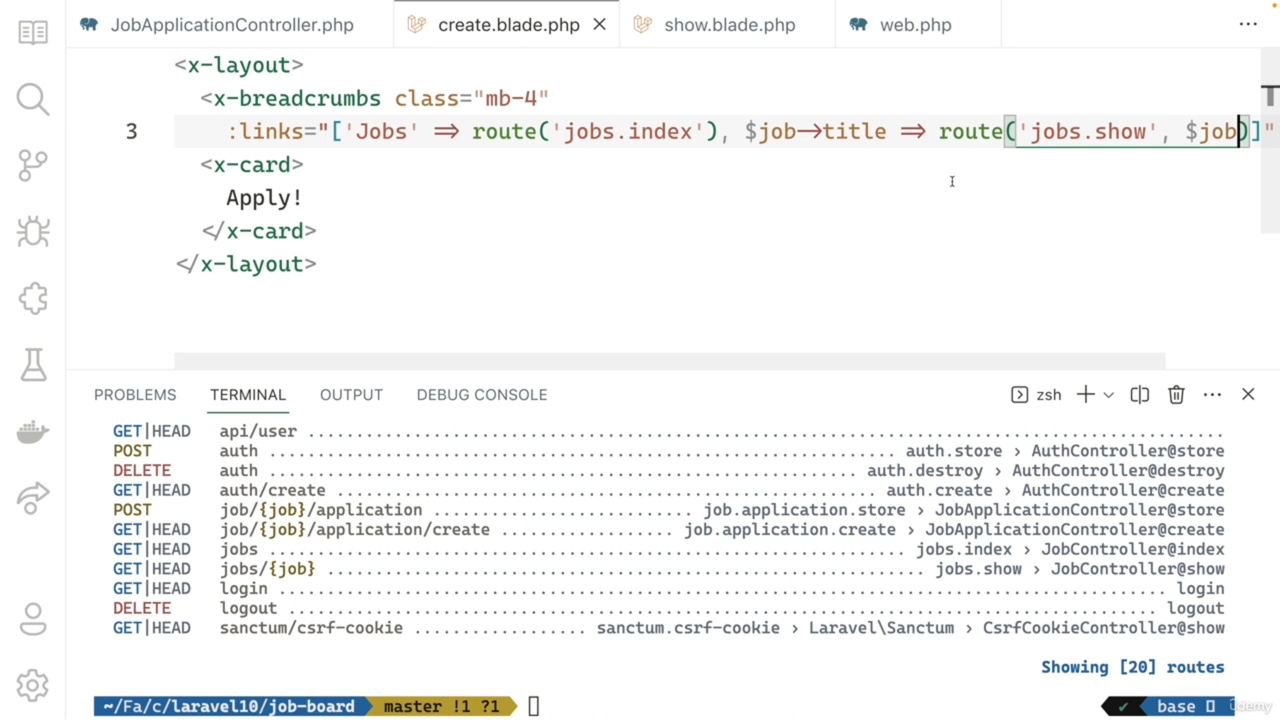 JobApplicationController.php create.blade.php show.blade.php web.php
<x-layout>
<x-breadcrumbs class="mb-4"
3 :links="['Jobs' => route('jobs.index'), $job->title => route('jobs.show', $job)]"
<x-card>
Apply!
</x-card>
</x-layout>
PROBLEMS TERMINAL OUTPUT DEBUG CONSOLE zsh
GET|HEAD api/user ..............................................................................................
POST auth ................................................................ auth.store › AuthController@store
DELETE auth ............................................................ auth.destroy › AuthController@destroy
GET|HEAD auth/create ....................................................... auth.create › AuthController@create
POST job/{job}/application ........................... job.application.store › JobApplicationController@store
GET|HEAD job/{job}/application/create .................. job.application.create › JobApplicationController@create
GET|HEAD jobs ................................................................. jobs.index › JobController@index
GET|HEAD jobs/{job} ............................................................. jobs.show › JobController@show
GET|HEAD login ........................................................................................... login
DELETE logout ......................................................................................... logout
GET|HEAD sanctum/csrf-cookie .................. sanctum.csrf-cookie › Laravel\Sanctum › CsrfCookieController@show
Showing [20] routes
~/Fa/c/laravel10/job-board master !1 ?1 ✔ base
Udemy